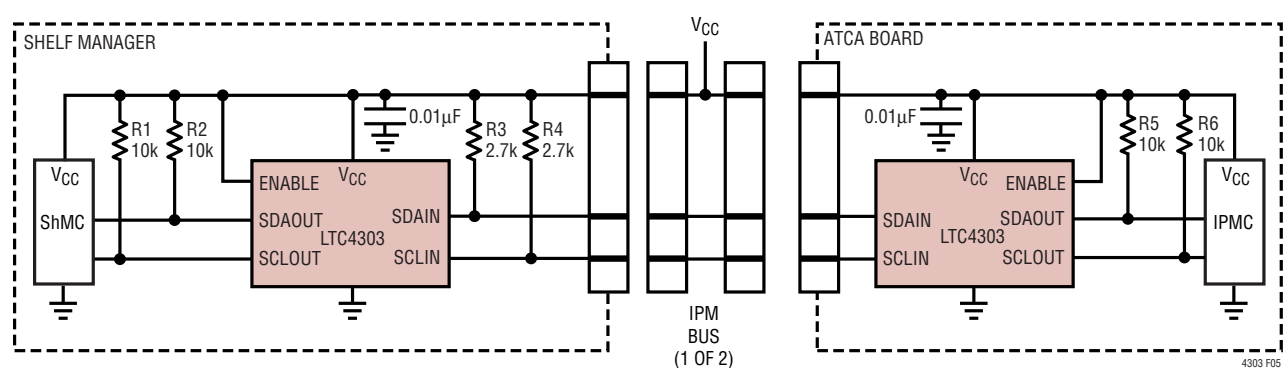 SHELF MANAGER
V_CC
ATCA BOARD
R1
10k
R2
10k
0.01μF
R3
2.7k
R4
2.7k
0.01μF
R5
10k
R6
10k
V_CC
ShMC
ENABLE
V_CC
SDAOUT
SDAIN
LTC4303
SCLOUT
SCLIN
V_CC
ENABLE
SDAIN
SDAOUT
LTC4303
SCLIN
SCLOUT
V_CC
IPMC
IPM
BUS
(1 OF 2)
4303 F05